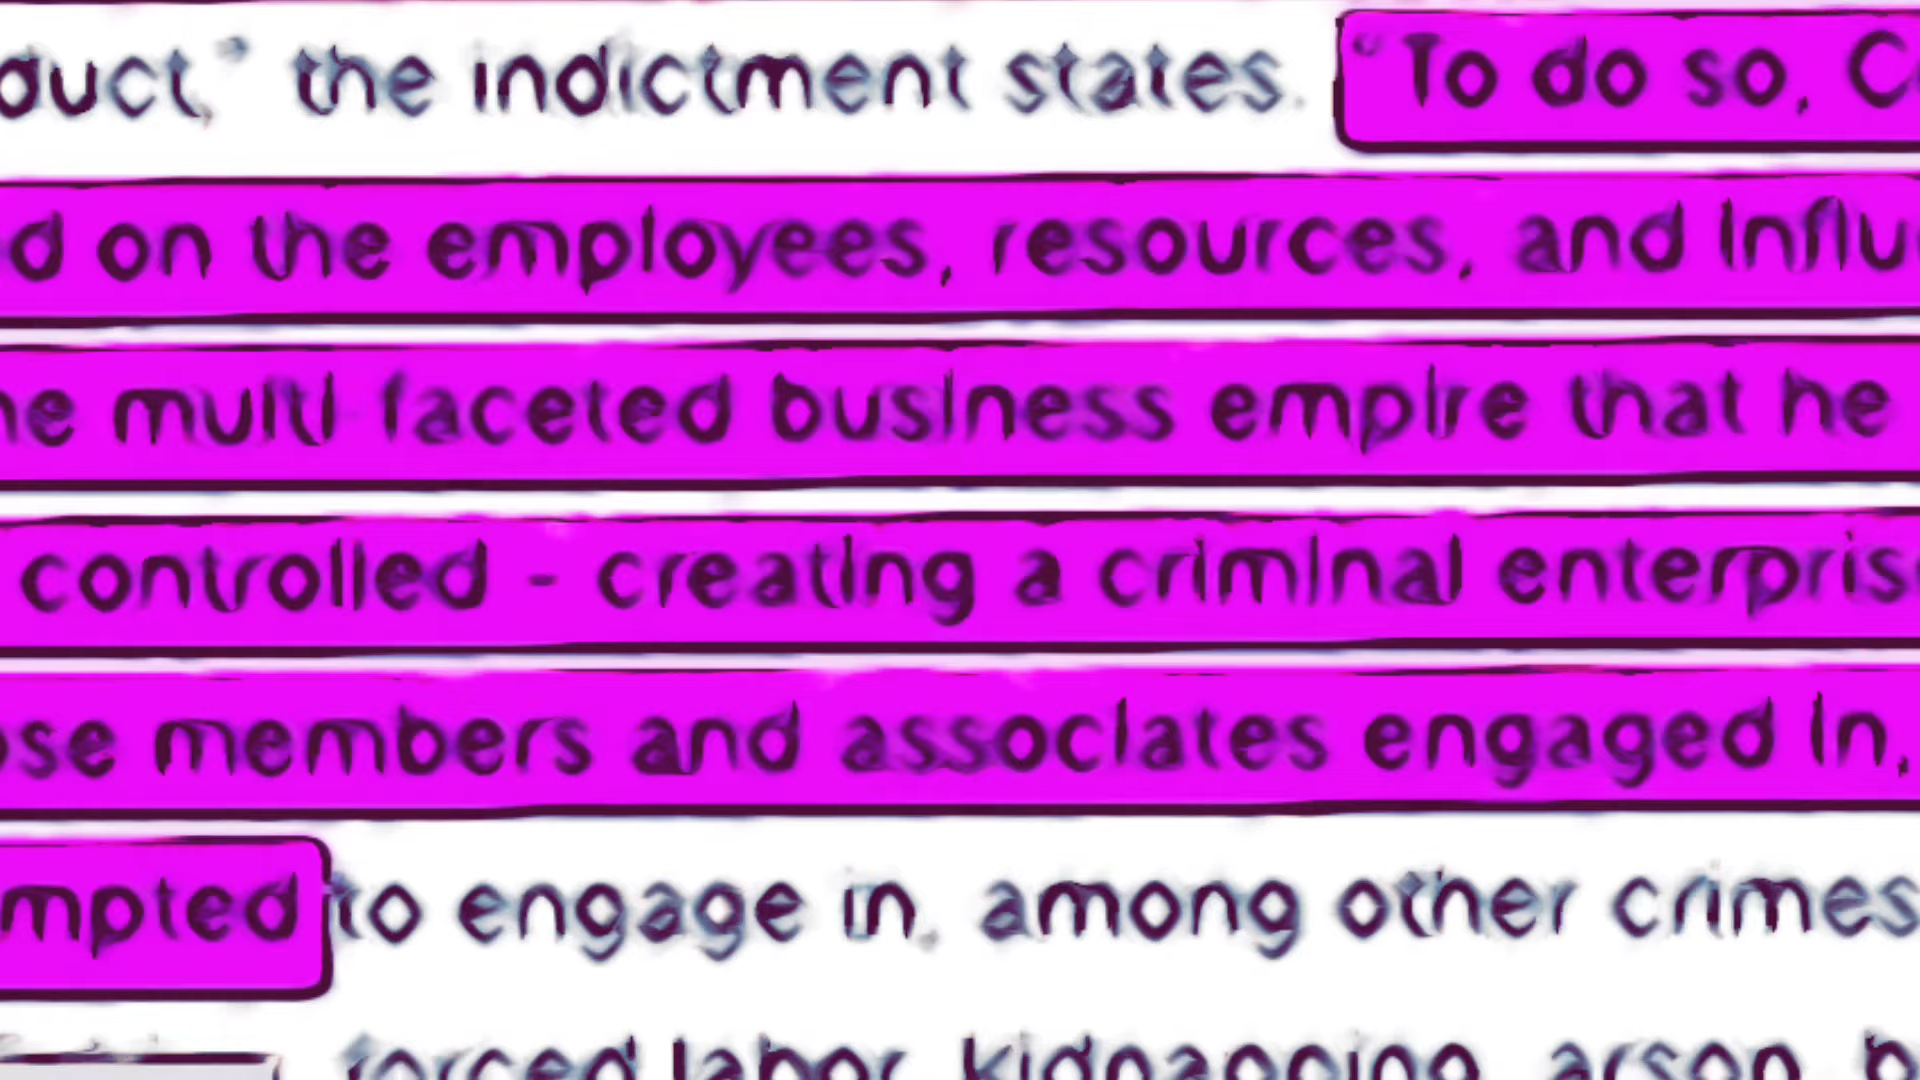 duct," the indictment states. "To do so, C
d on the employees, resources, and influ
he multi faceted business empire that he
controlled - creating a criminal enterpris
ose members and associates engaged in,
mpted to engage in, among other crimes
forced labor, kidnapping, arson, b